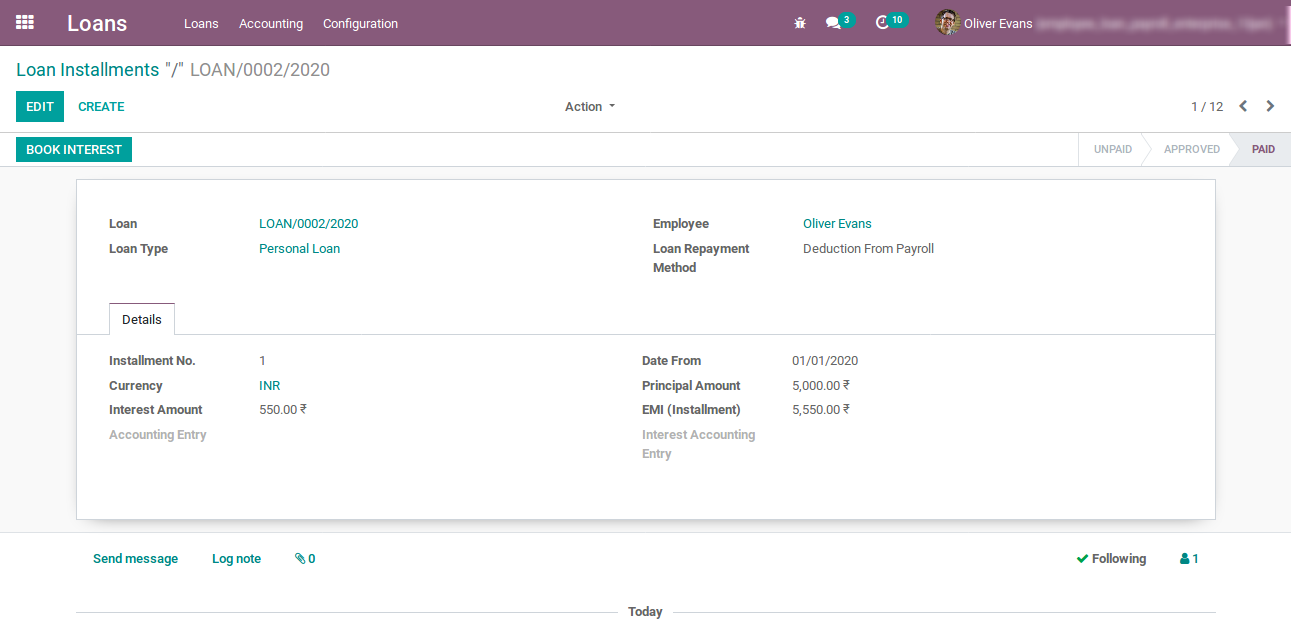 Loans Loans Accounting Configuration 3 10 Oliver Evans
Loan Installments "/" LOAN/0002/2020
EDIT CREATE Action 1 / 12
BOOK INTEREST UNPAID APPROVED PAID
Loan LOAN/0002/2020 Employee Oliver Evans
Loan Type Personal Loan Loan Repayment Deduction From Payroll
Method
Details
Installment No. 1 Date From 01/01/2020
Currency INR Principal Amount 5,000.00 ₹
Interest Amount 550.00 ₹ EMI (Installment) 5,550.00 ₹
Accounting Entry Interest Accounting
Entry
Send message Log note 0 Following 1
Today